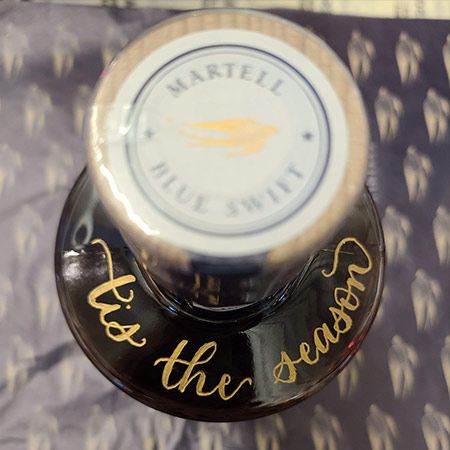 MARTELL
BLUE SWIFT
'tis the season